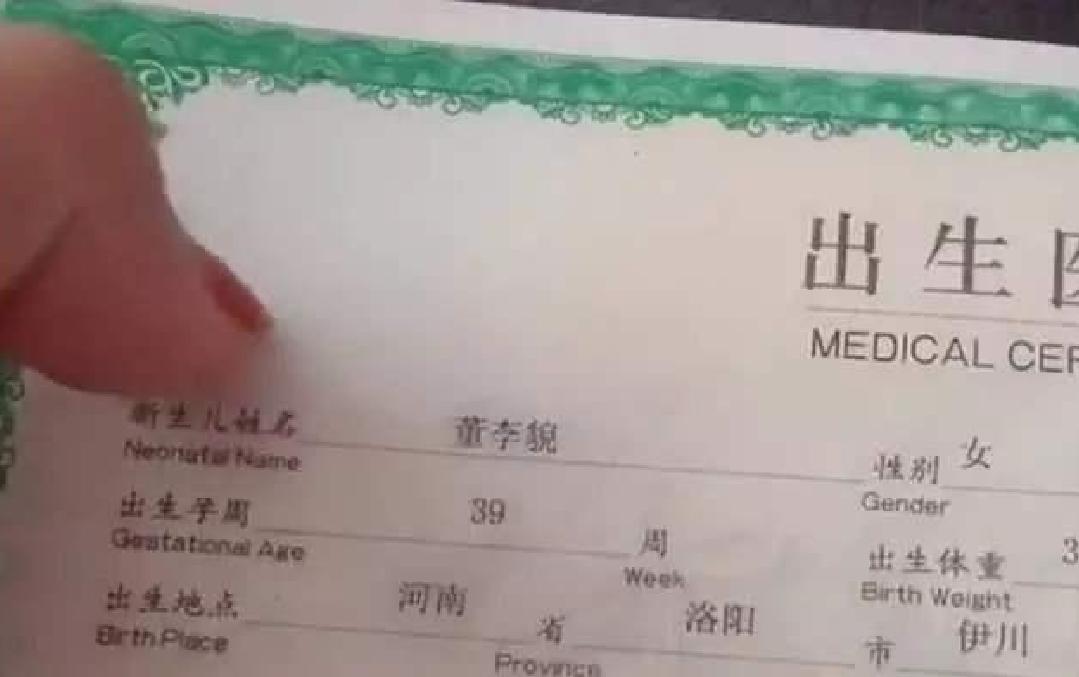 出生
MEDICAL CER
新生儿姓名 董李貌 性别 女
Neonatal Name Gender
出生孕周 39 周 出生体重 3
Gestational Age Week Birth Weight
出生地点 河南 省 洛阳 市 伊川
Birth Place Province